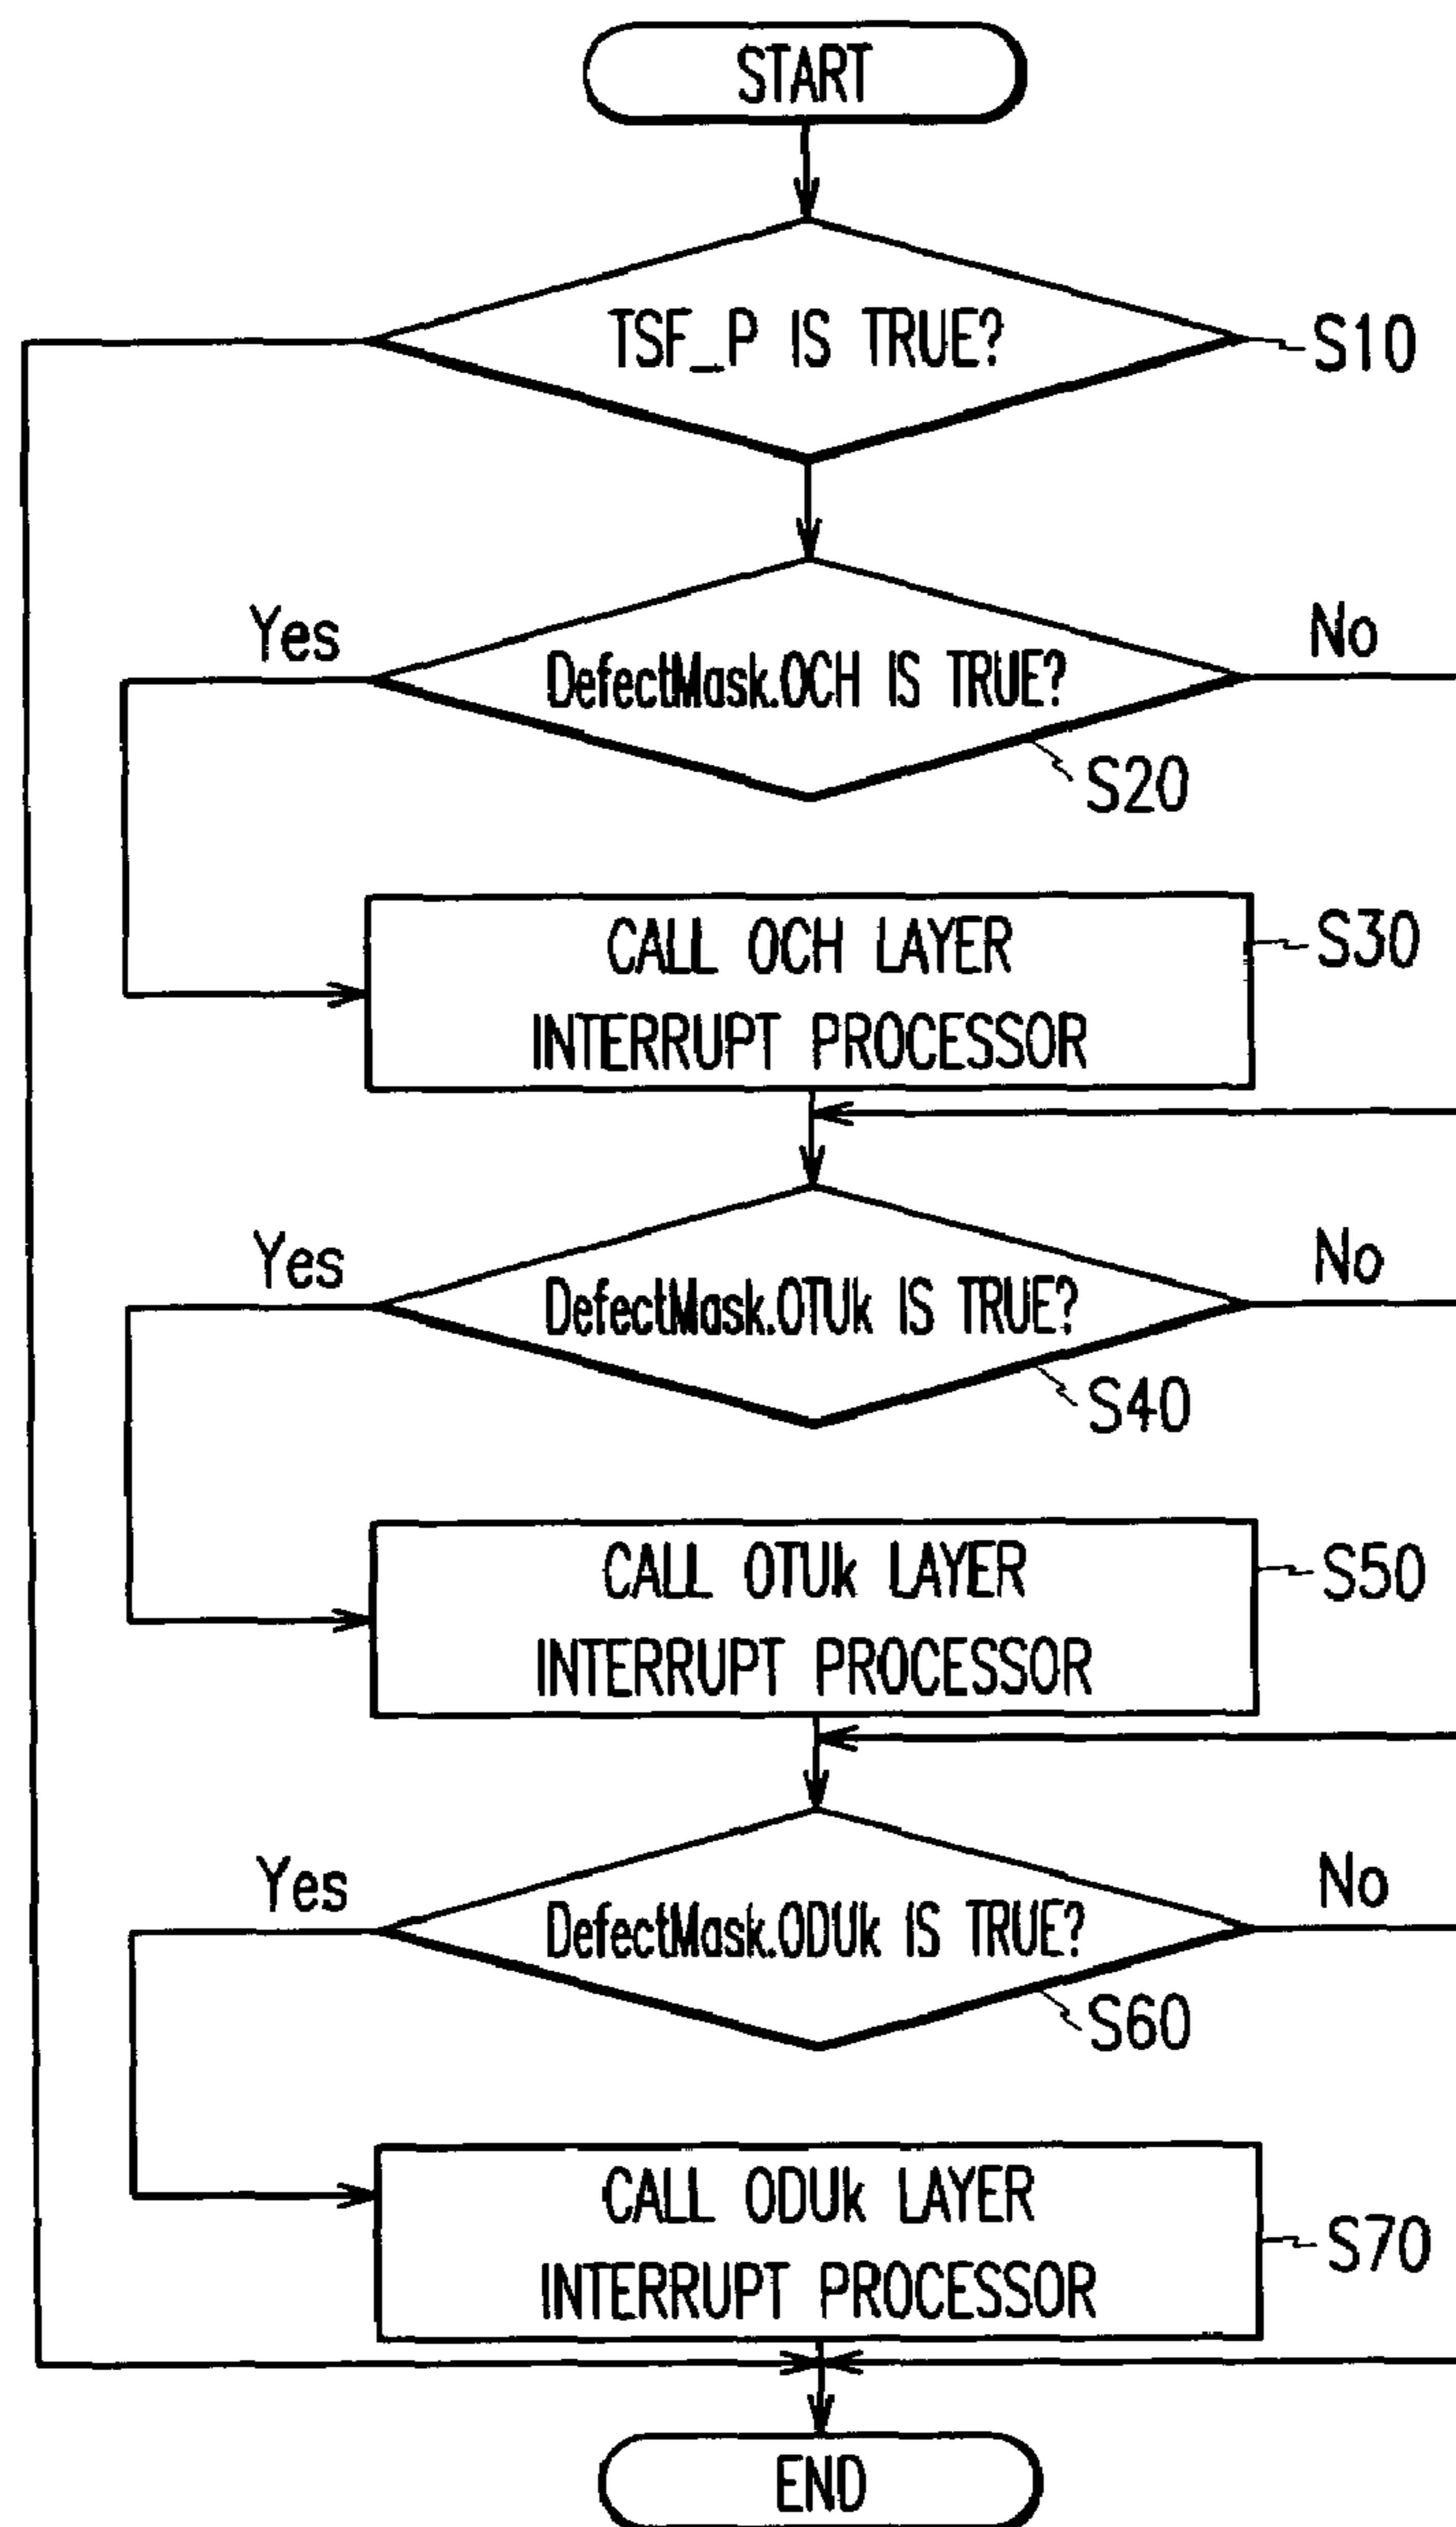 START
TSF_P IS TRUE?
S10
Yes
No
DefectMask.OCH IS TRUE?
S20
CALL OCH LAYER
INTERRUPT PROCESSOR
S30
Yes
No
DefectMask.OTUk IS TRUE?
S40
CALL OTUk LAYER
INTERRUPT PROCESSOR
S50
Yes
No
DefectMask.ODUk IS TRUE?
S60
CALL ODUk LAYER
INTERRUPT PROCESSOR
S70
END